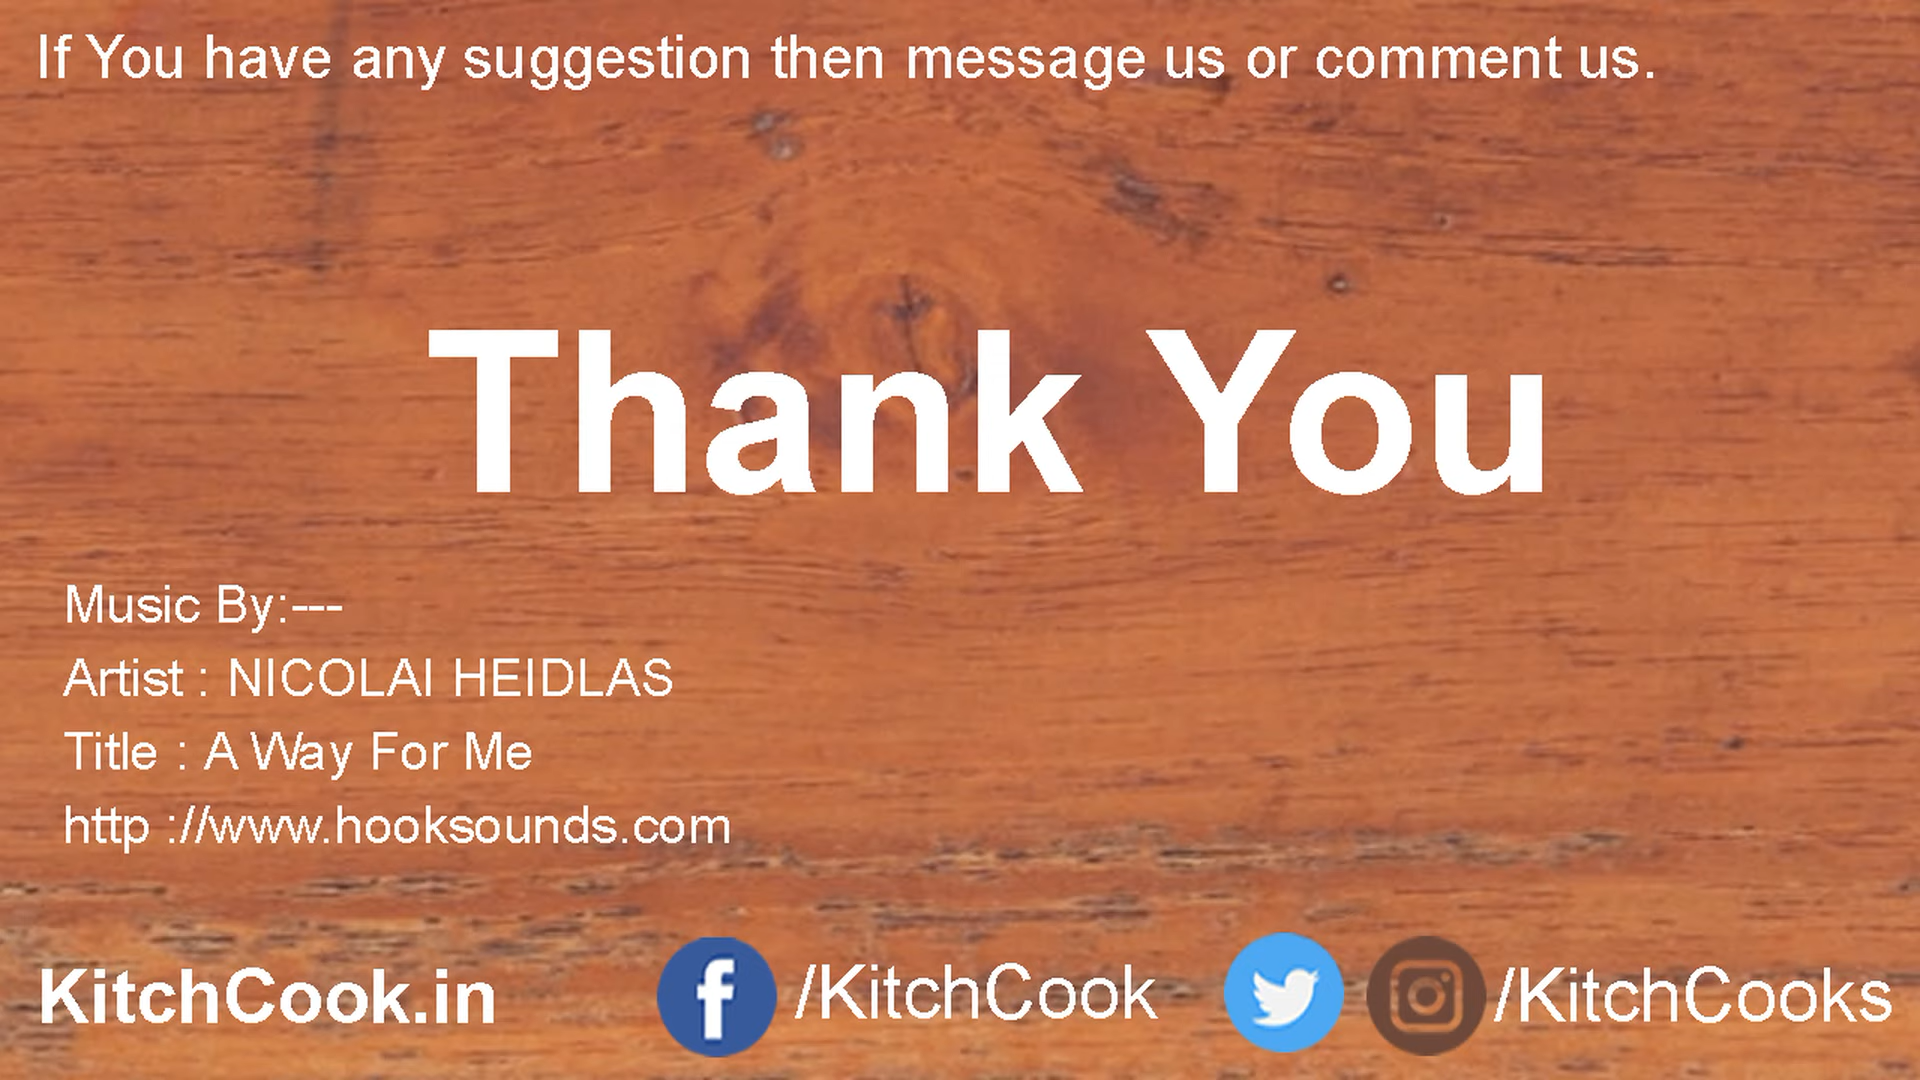 If You have any suggestion then message us or comment us.
Thank You
Music By:---
Artist : NICOLAI HEIDLAS
Title : A Way For Me
http ://www.hooksounds.com
KitchCook.in
/KitchCook
/KitchCooks